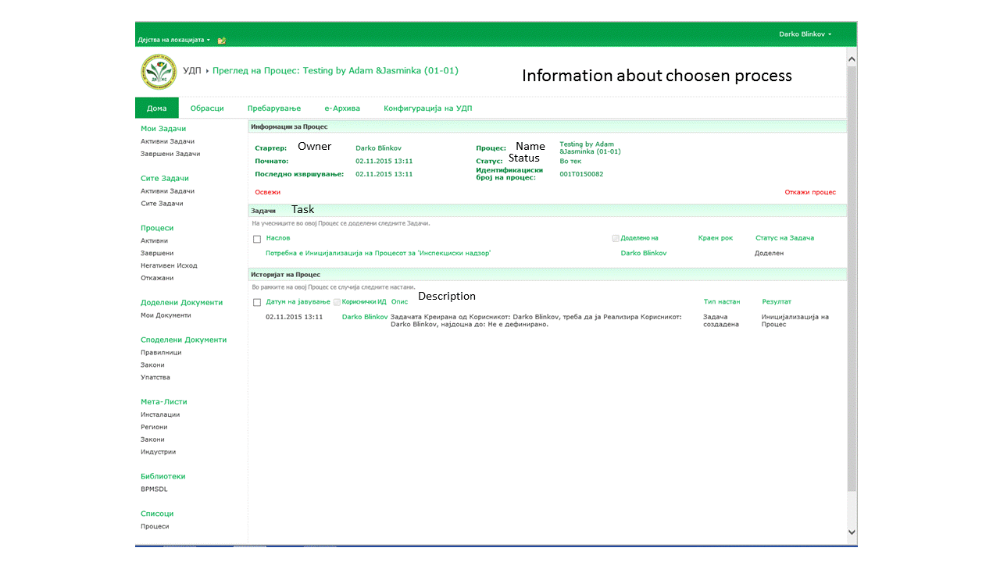 Дејства на локацијата
Darko Blinkov
УДП Преглед на Процес: Testing by Adam &Jasminka (01-01)
Information about choosen process
Дома Обрасци Пребарување е-Архива Конфигурација на УДП
Мои Задачи
Активни Задачи
Завршени Задачи
Сите Задачи
Активни Задачи
Сите Задачи
Процеси
Активни
Завршени
Негативен Исход
Откажани
Доделени Документи
Мои Документи
Споделени Документи
Правилници
Закони
Упатства
Мета-Листи
Инсталации
Региони
Закони
Индустрии
Библиотеки
BPMSDL
Списоци
Процеси
Информации за Процес
Стартер: Owner Darko Blinkov
Процес: Name Testing by Adam
&Jasminka (01-01)
Почнато: 02.11.2015 13:11
Статус: Status Во тек
Последно извршување: 02.11.2015 13:11
Идентификациски
број на процес: 001T0150082
Освежи
Откажи процес
Задачи Task
На учесниците во овој Процес се доделени следните Задачи.
Наслов Доделено на Краен рок Статус на Задача
Потребна е Иницијализација на Процесот за 'Инспекциски надзор' Darko Blinkov Доделен
Историјат на Процес
Во рамките на овој Процес се случија следните настани.
Датум на јавување Кориснички ИД Опис Description Тип настан Резултат
02.11.2015 13:11 Darko Blinkov Задачата Креирана од Корисникот: Darko Blinkov, треба да ја Реализира Корисникот:
Darko Blinkov, најдоцна до: Не е дефинирано.
Задача
создадена
Иницијализација на
Процес